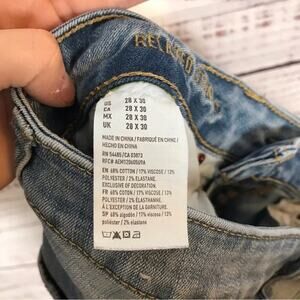 RELAXED
US 28 X 30
CA 28 X 30
MX 28 X 30
UK 28 X 30
MADE IN CHINA / FABRIQUÉ EN CHINE /
HECHO EN CHINA
RN 54485/CA 03873
EN 68% COTTON / 17% VISCOSE / 13%
POLYESTER / 2% ELASTANE.
EXCLUSIVE OF DECORATION
FR 68% COTON / 17% VISCOSE / 13%
POLYESTER / 2% ÉLASTHANNE.
À L'EXCEPTION DE LA GARNITURE.
SP 68% algodón / 17% viscosa / 13%
poliéster / 2% elastano